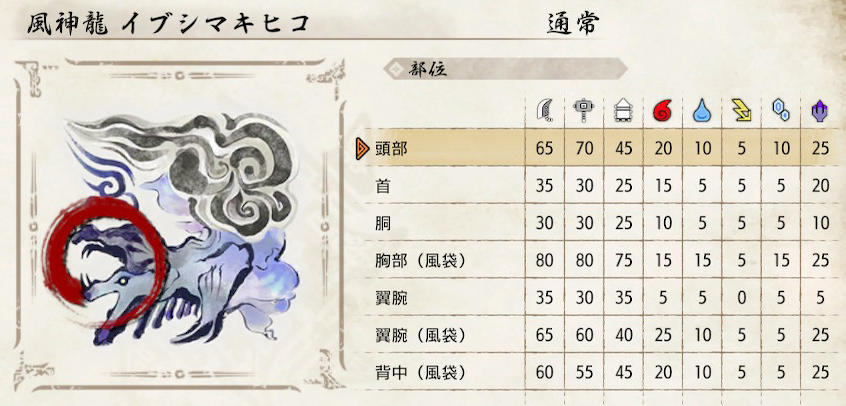 風神龍 イブシマキヒコ 通常
部位
頭部 65 70 45 20 10 5 10 25
首 35 30 25 15 5 5 5 20
胴 30 30 25 10 5 5 5 10
胸部（風袋） 80 80 75 15 15 5 15 25
翼腕 35 30 35 5 5 0 5 5
翼腕（風袋） 65 60 40 25 10 5 5 25
背中（風袋） 60 55 45 20 10 5 5 25